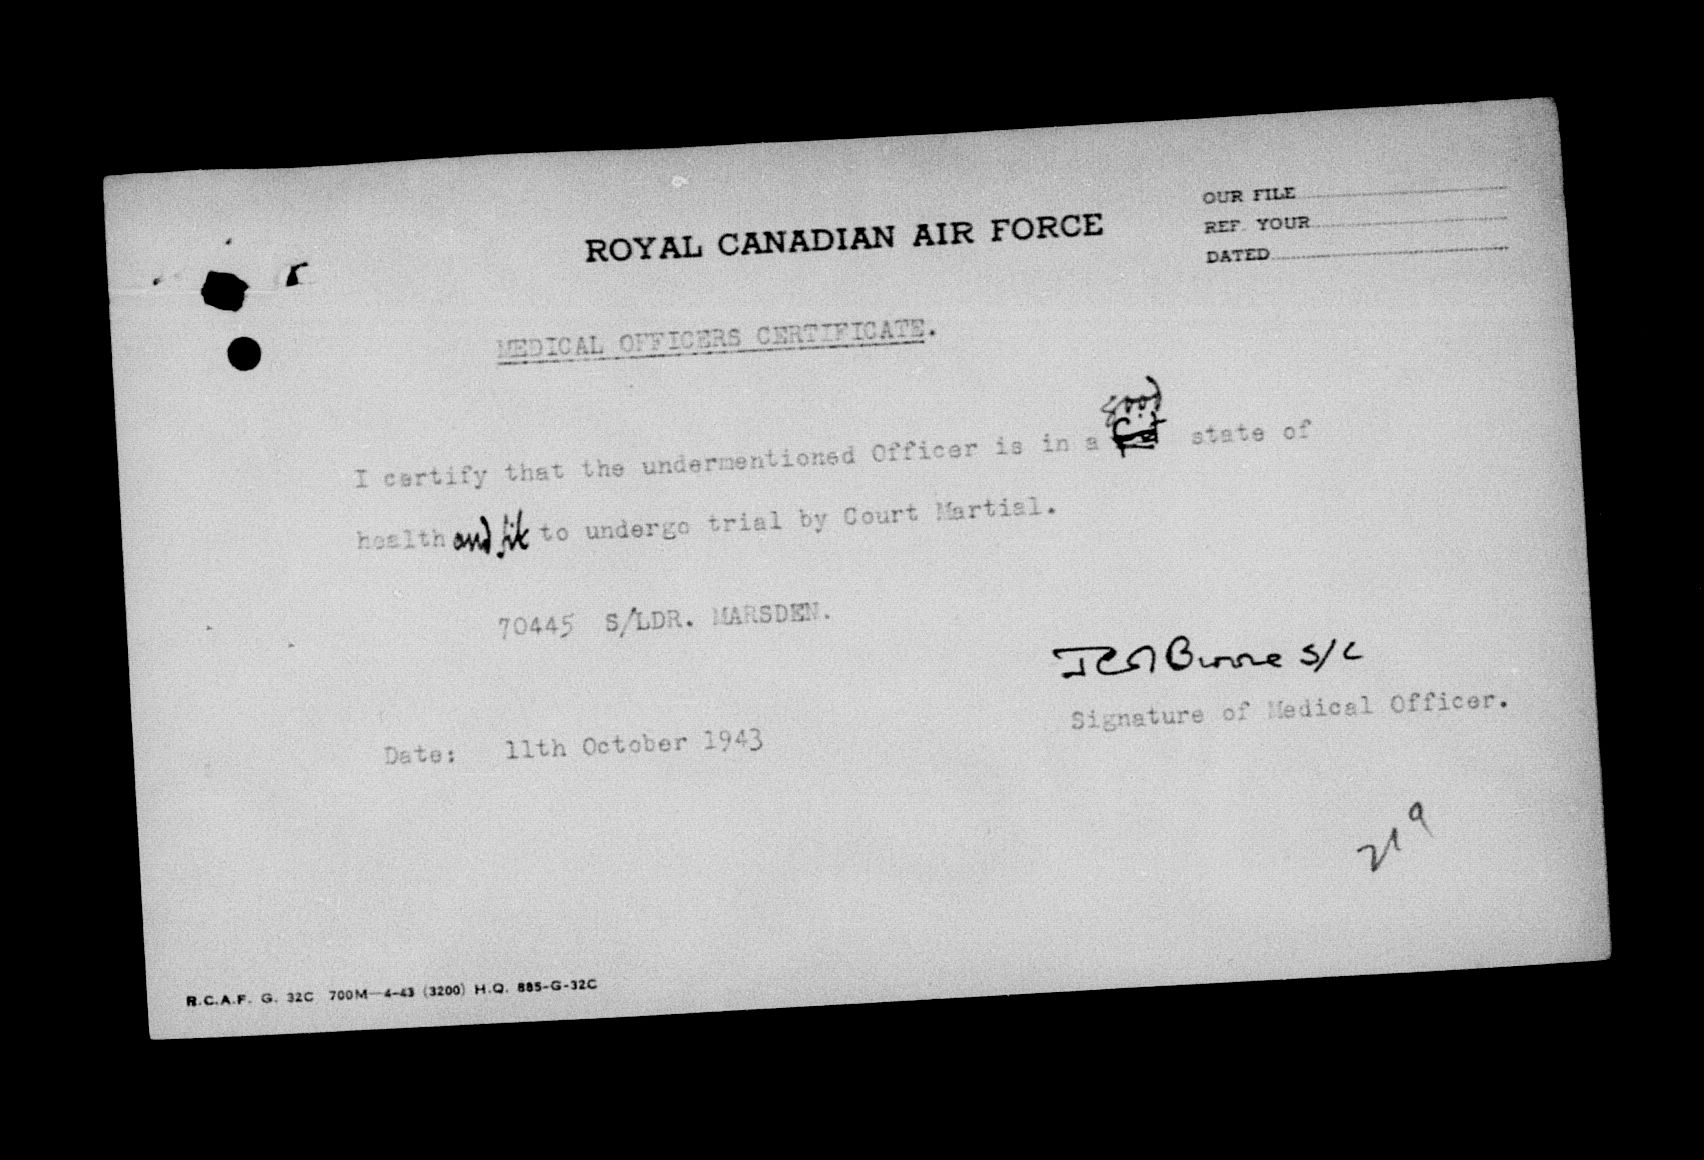 OUR FILE
REF. YOUR
DATED
ROYAL CANADIAN AIR FORCE
MEDICAL OFFICERS CERTIFICATE.
good
I certify that the undermentioned Officer is in a state of
health and fit to undergo trial by Court Martial.
70445 S/LDR. MARSDEN.
S/L
Signature of Medical Officer.
Date: 11th October 1943
219
R.C.A.F. G. 32C 700M—4-43 (3200) H.Q. 885-G-32C